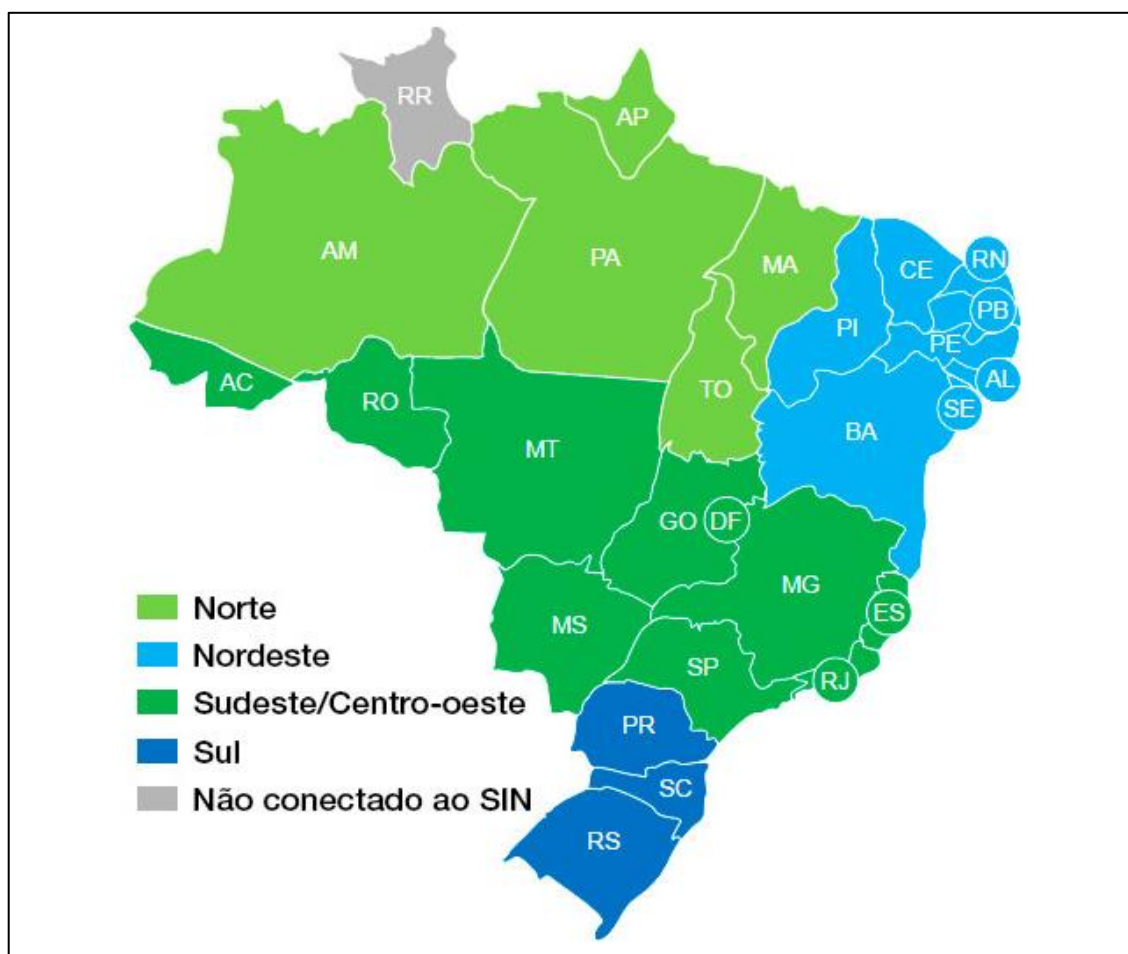 RR
AP
AM
PA
MA
CE
RN
PB
PI
PE
AL
SE
AC
RO
TO
BA
MT
GO
DF
MG
ES
MS
SP
RJ
PR
SC
RS
Norte
Nordeste
Sudeste/Centro-oeste
Sul
Não conectado ao SIN